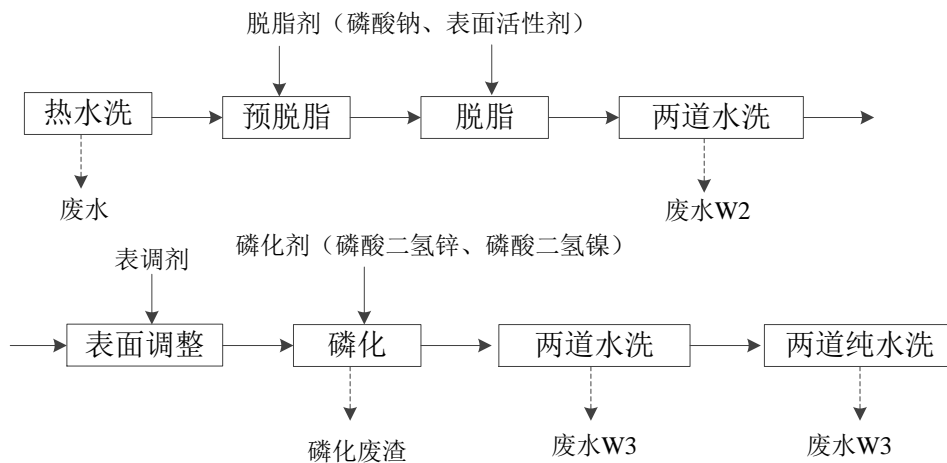 脱脂剂（磷酸钠、表面活性剂）
热水洗
预脱脂
脱脂
两道水洗
废水
废水W2
表调剂
磷化剂（磷酸二氢锌、磷酸二氢镍）
表面调整
磷化
两道水洗
两道纯水洗
磷化废渣
废水W3
废水W3